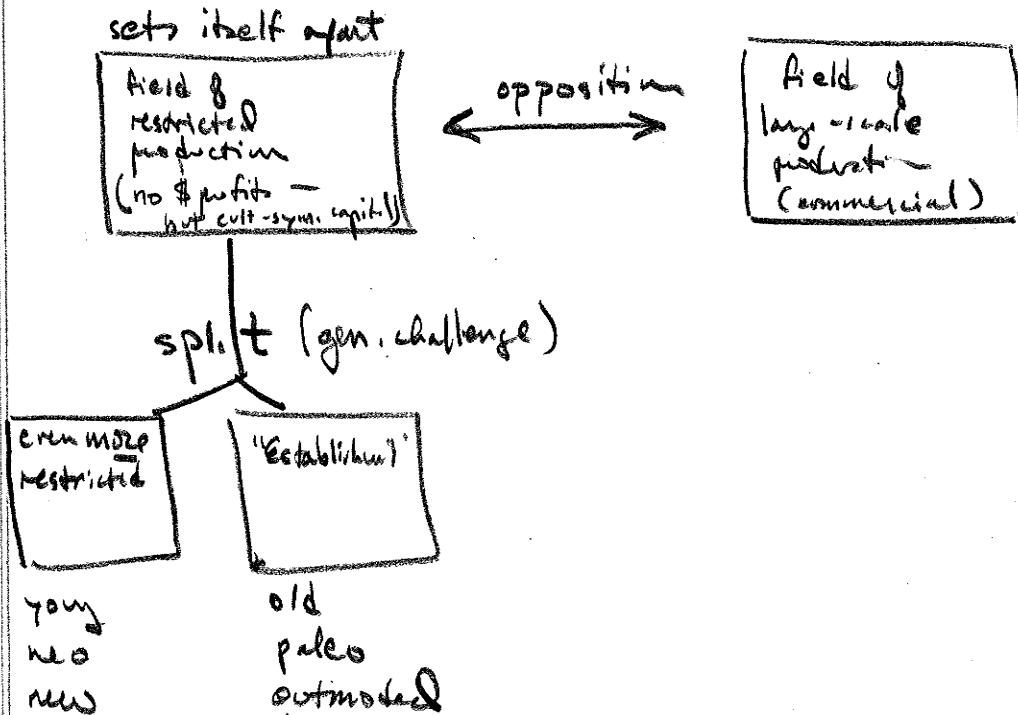 sets itself apart
field of
restricted
production
(no $ profits —
but cult-sym. capital)
opposition
field of
large-scale
production
(commercial)
split (gen. challenge)
even more
restricted
"Establishment"
young
neo
new
old
paleo
outmoded